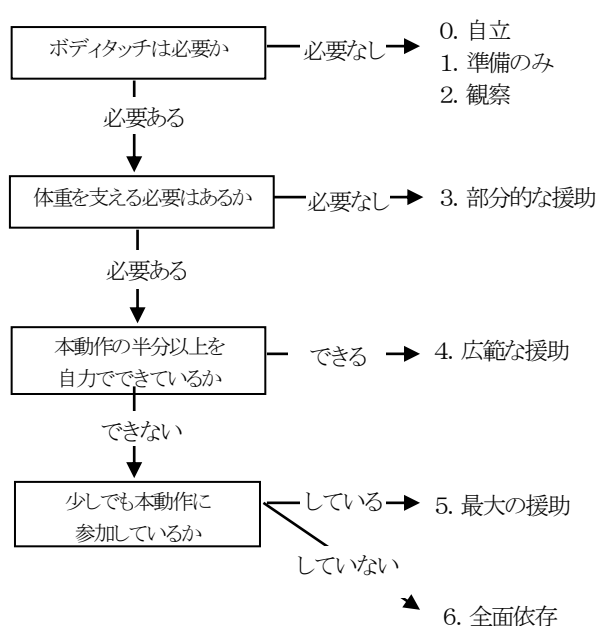 ボディタッチは必要か
必要なし
0. 自立
1. 準備のみ
2. 観察
必要ある
体重を支える必要はあるか
必要なし
3. 部分的な援助
必要ある
本動作の半分以上を
自力でできているか
できる
4. 広範な援助
できない
少しでも本動作に
参加しているか
している
5. 最大の援助
していない
6. 全面依存